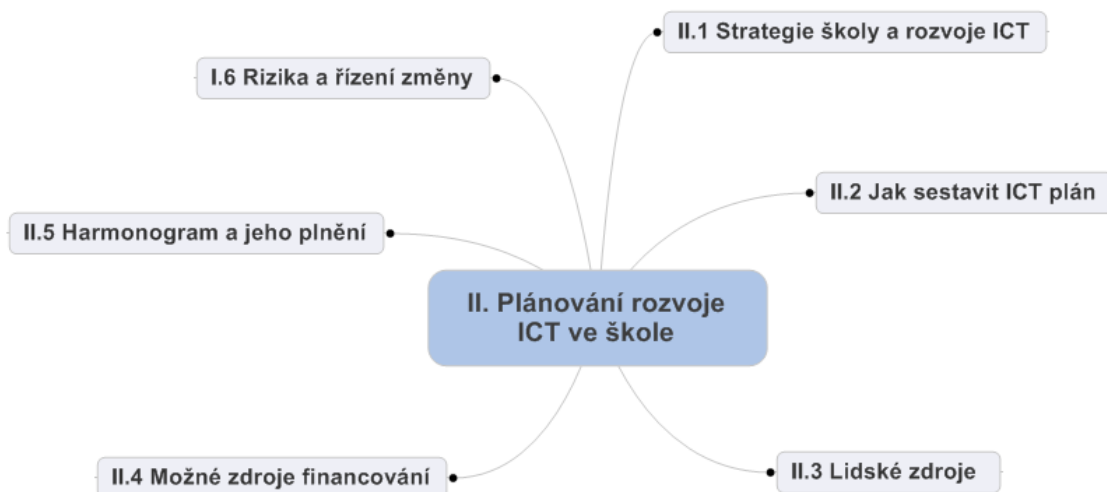 II.1 Strategie školy a rozvoje ICT
I.6 Rizika a řízení změny
II.2 Jak sestavit ICT plán
II.5 Harmonogram a jeho plnění
II. Plánování rozvoje
ICT ve škole
II.4 Možné zdroje financování
II.3 Lidské zdroje